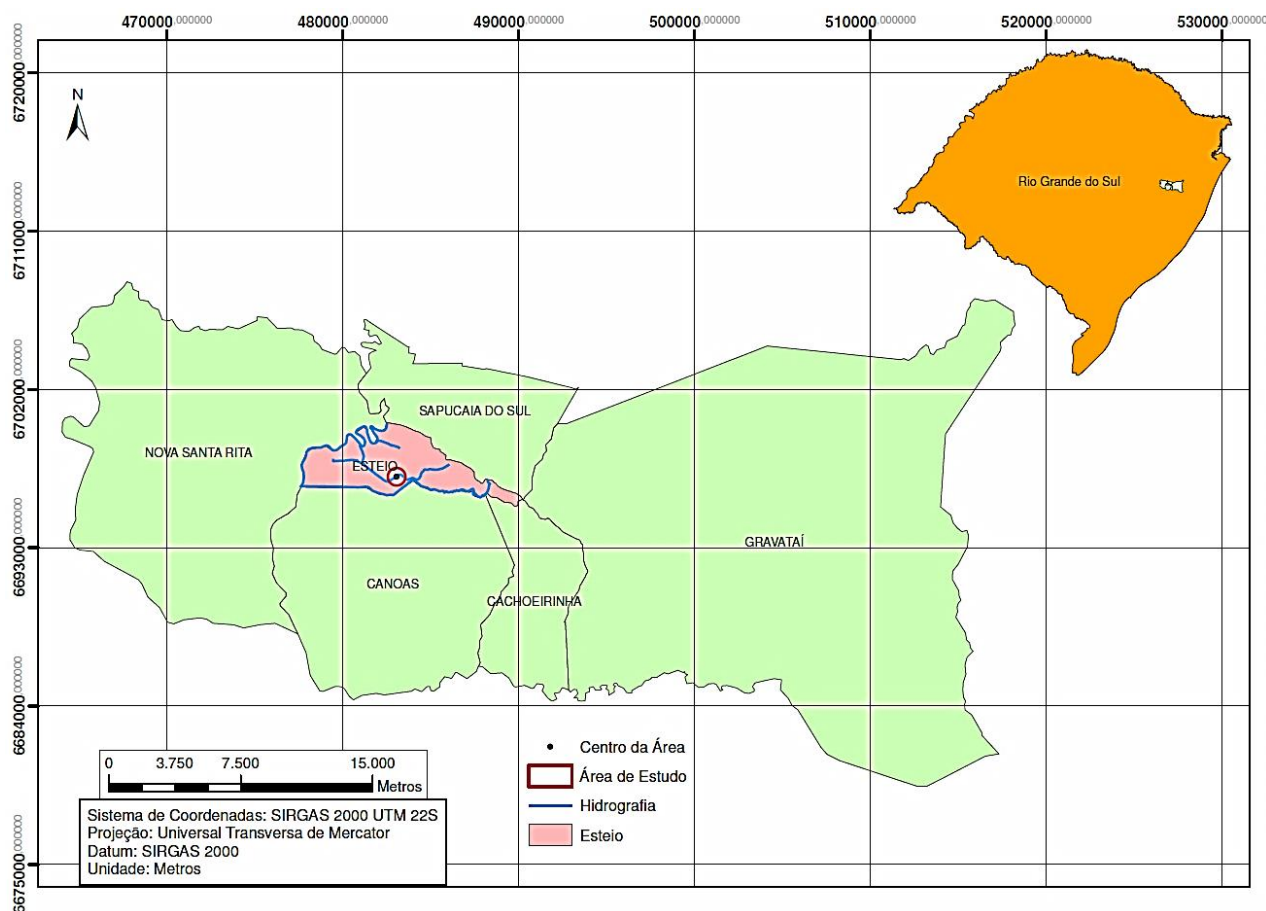 470000,000000 480000,000000 490000,000000 500000,000000 510000,000000 520000,000000 530000,000000
6720000,000000
6711000,000000
6702000,000000
6693000,000000
6684000,000000
6675000,000000
N
Rio Grande do Sul
SAPUCAIA DO SUL
NOVA SANTA RITA
ESTEIO
GRAVATAÍ
CANOAS
CACHOEIRINHA
0 3.750 7.500 15.000
Metros
Sistema de Coordenadas: SIRGAS 2000 UTM 22S
Projeção: Universal Transversa de Mercator
Datum: SIRGAS 2000
Unidade: Metros
Centro da Área
Área de Estudo
Hidrografia
Esteio